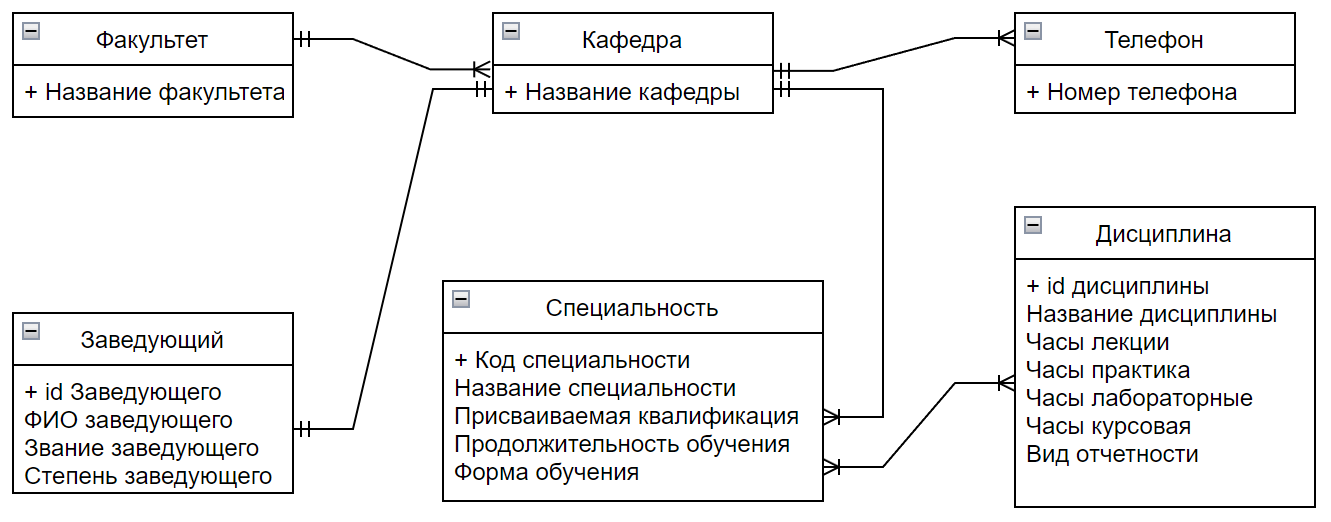 Факультет
+ Название факультета
Кафедра
+ Название кафедры
Телефон
+ Номер телефона
Заведующий
+ id Заведующего
ФИО заведующего
Звание заведующего
Степень заведующего
Специальность
+ Код специальности
Название специальности
Присваиваемая квалификация
Продолжительность обучения
Форма обучения
Дисциплина
+ id дисциплины
Название дисциплины
Часы лекции
Часы практика
Часы лабораторные
Часы курсовая
Вид отчетности